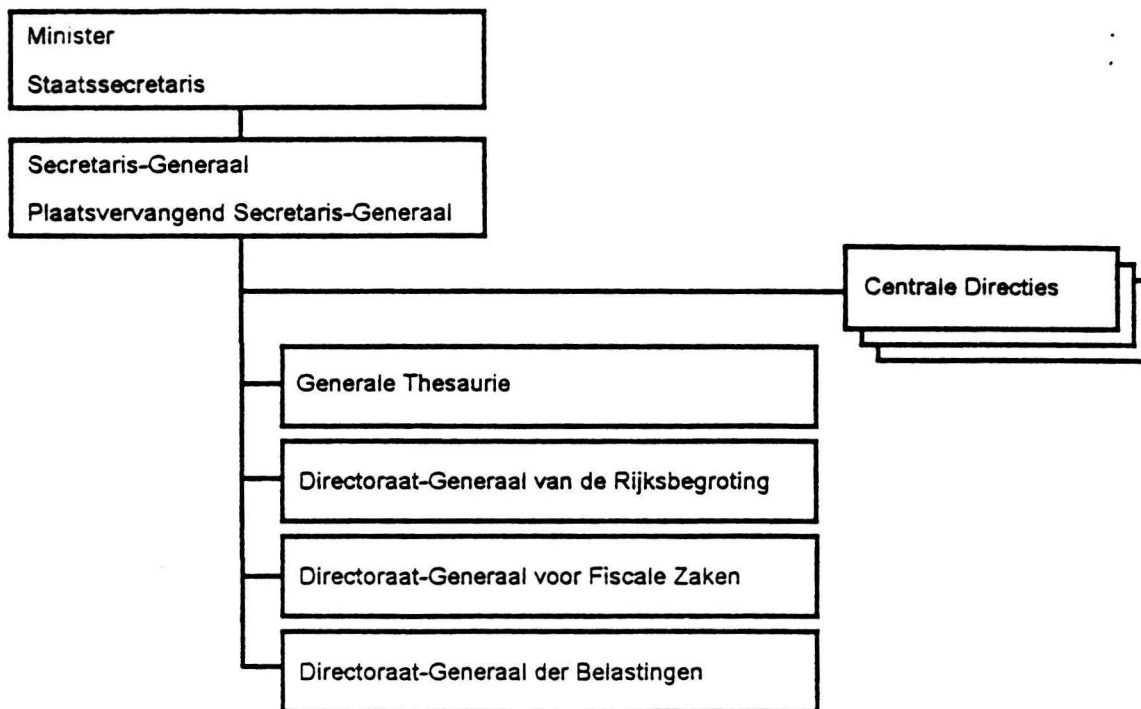 Minister
Staatssecretaris
Secretaris-Generaal
Plaatsvervangend Secretaris-Generaal
Centrale Directies
Generale Thesaurie
Directoraat-Generaal van de Rijksbegroting
Directoraat-Generaal voor Fiscale Zaken
Directoraat-Generaal der Belastingen